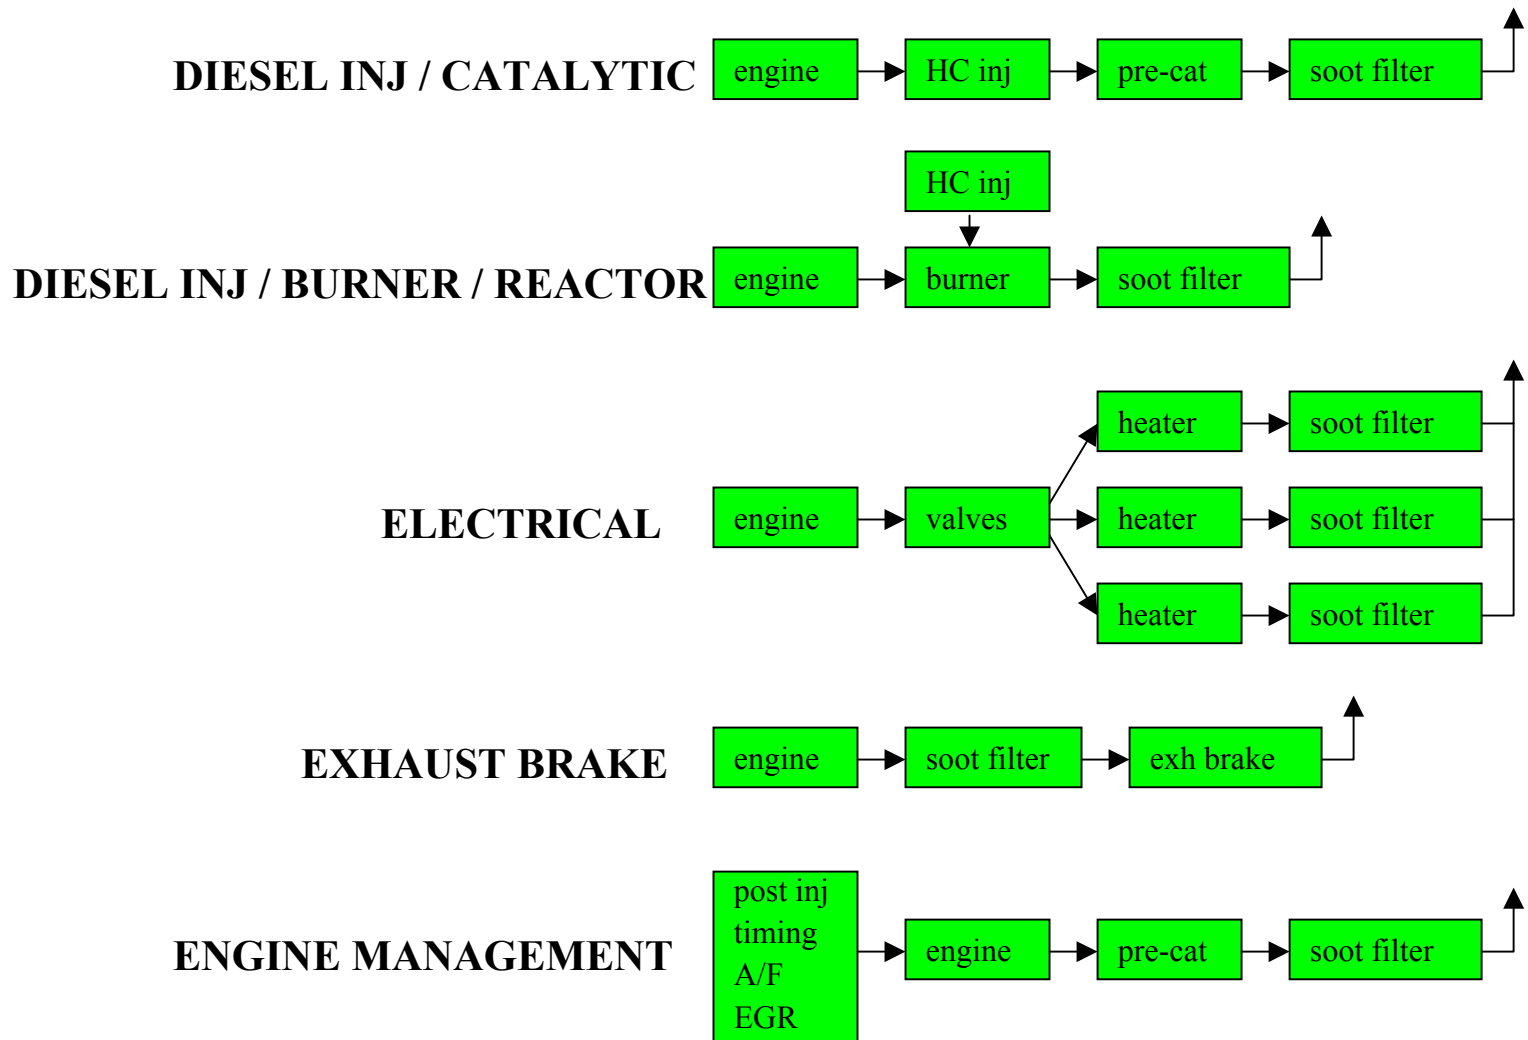 DIESEL INJ / CATALYTIC
engine
HC inj
pre-cat
soot filter
HC inj
DIESEL INJ / BURNER / REACTOR
engine
burner
soot filter
heater
soot filter
ELECTRICAL
engine
valves
heater
soot filter
heater
soot filter
EXHAUST BRAKE
engine
soot filter
exh brake
ENGINE MANAGEMENT
post inj
timing
A/F
EGR
engine
pre-cat
soot filter